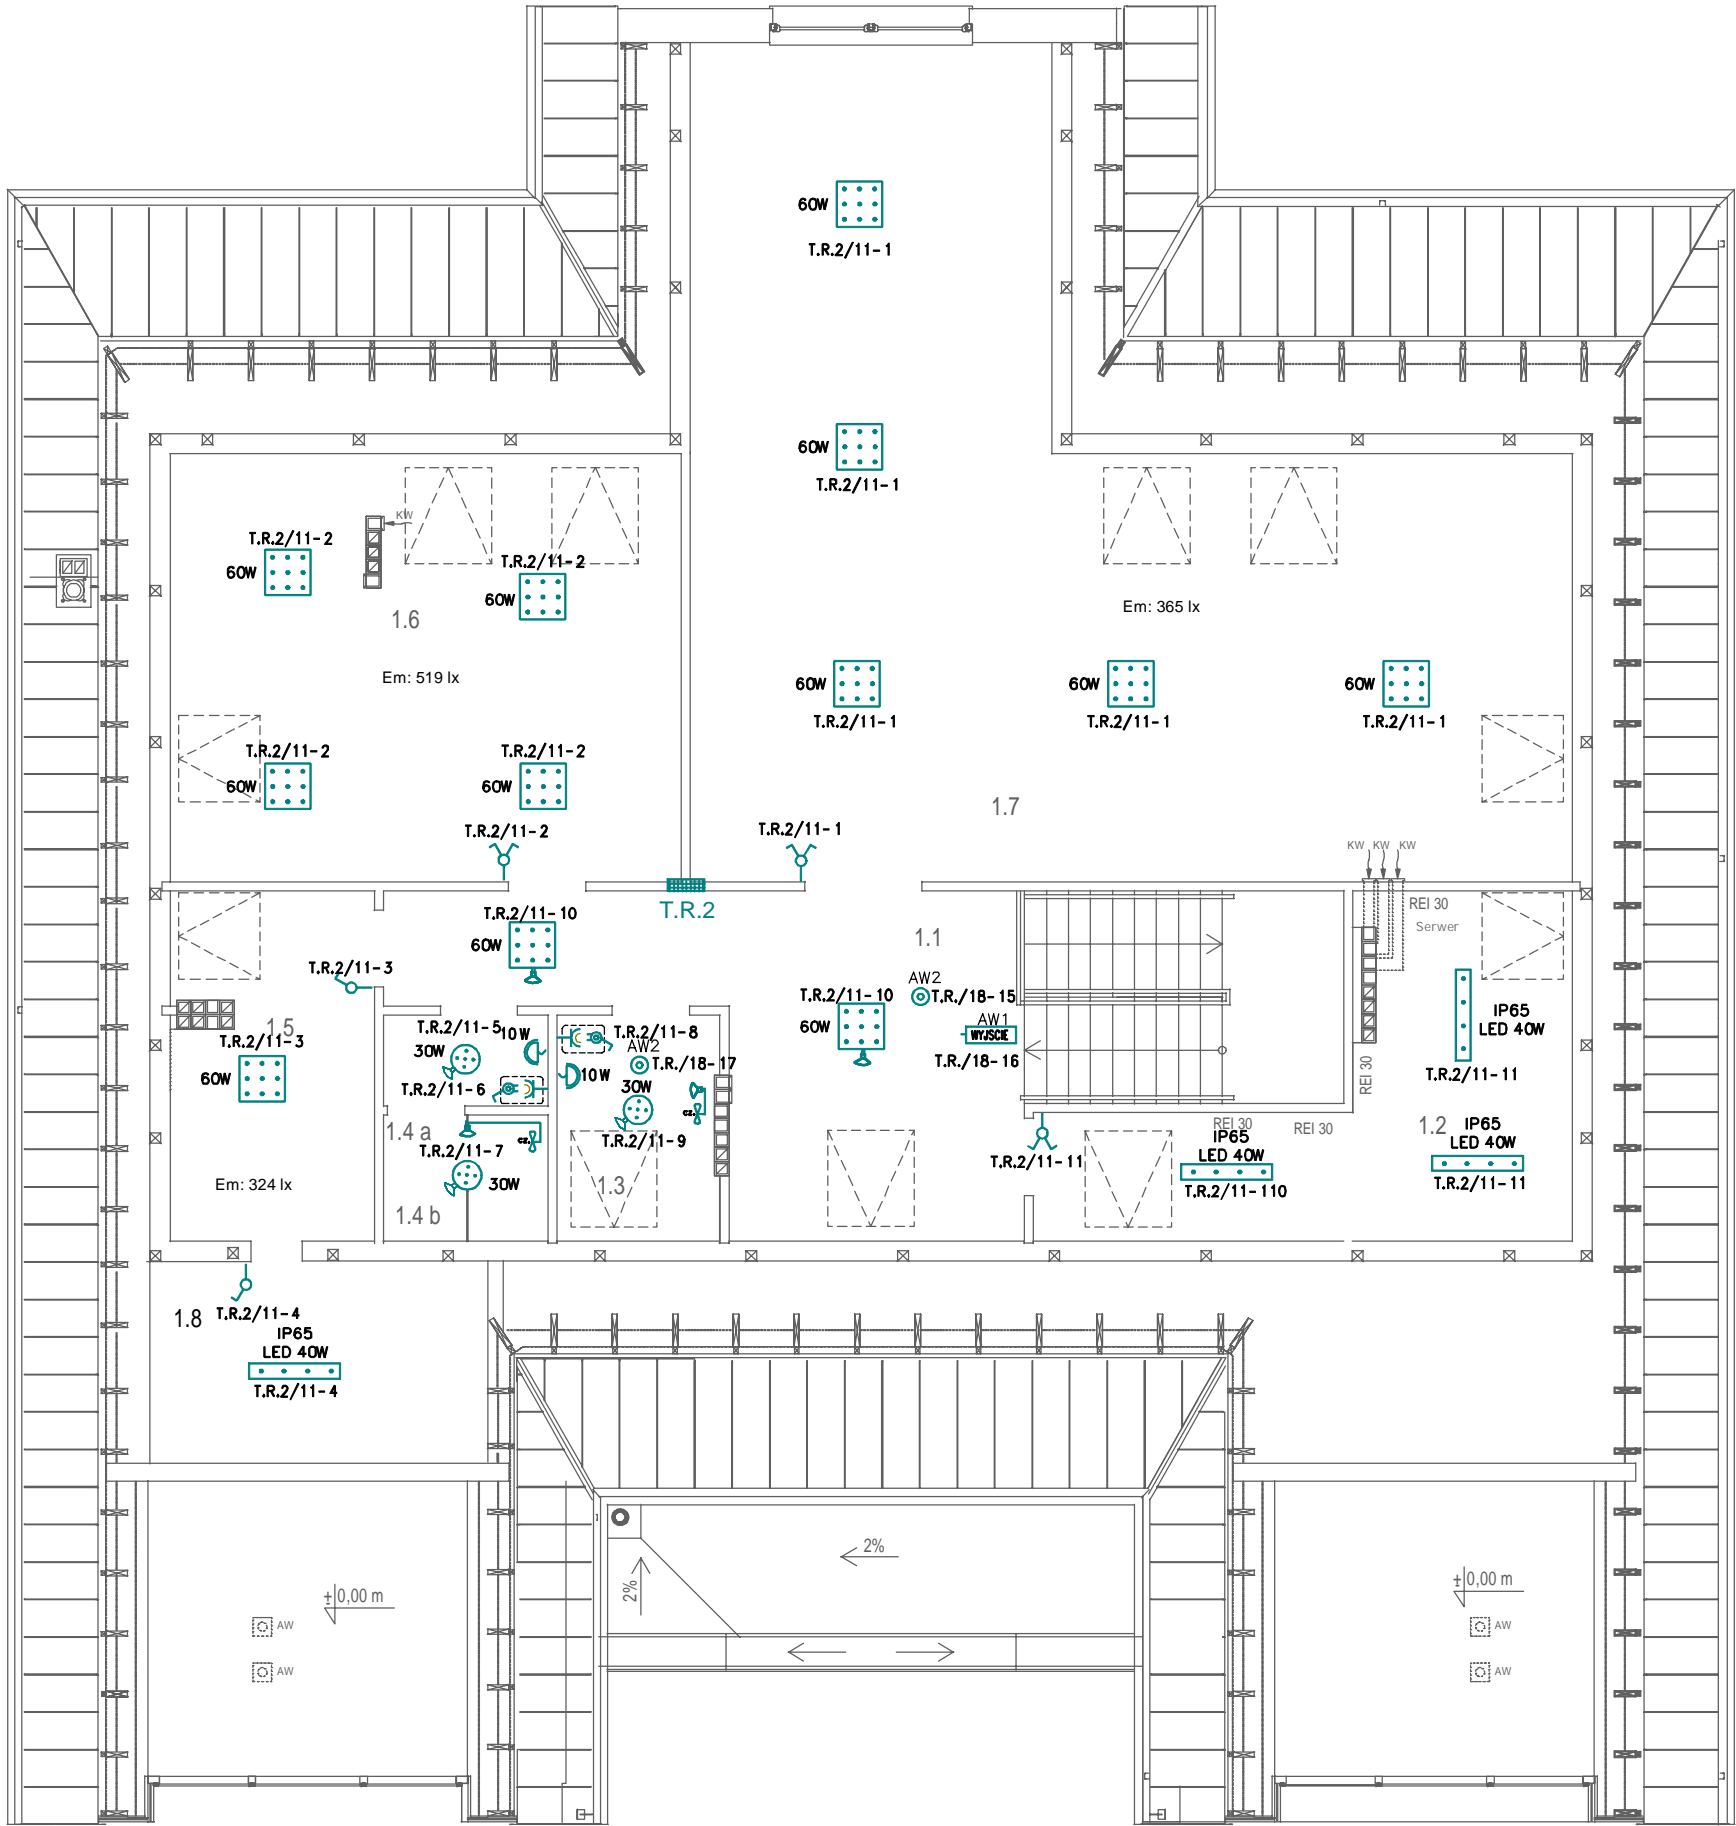 60W
T.R.2/11-1
60W
T.R.2/11-1
KW
T.R.2/11-2
60W
T.R.2/11-2
60W
1.6
Em: 365 lx
Em: 519 lx
60W
T.R.2/11-1
60W
T.R.2/11-1
60W
T.R.2/11-1
T.R.2/11-2
60W
T.R.2/11-2
60W
1.7
T.R.2/11-2
T.R.2/11-1
KW KW KW
T.R.2
T.R.2/11-10
60W
1.1
REI 30
Serwer
T.R.2/11-3
AW2
T.R./18-15
T.R.2/11-10
60W
AW1
WYJŚCIE
T.R./18-16
IP65
LED 40W
T.R.2/11-11
1.5
T.R.2/11-3
60W
T.R.2/11-5
10W
30W
T.R.2/11-6
T.R.2/11-8
AW2
T.R./18-17
10W
30W
cz.
T.R.2/11-9
REI 30
1.4 a
cz.
T.R.2/11-7
30W
1.3
T.R.2/11-11
REI 30
REI 30
IP65
LED 40W
T.R.2/11-110
1.2
IP65
LED 40W
T.R.2/11-11
Em: 324 lx
1.4 b
1.8
T.R.2/11-4
IP65
LED 40W
T.R.2/11-4
2%
2%
±0,00 m
±0,00 m
AW
AW
AW
AW